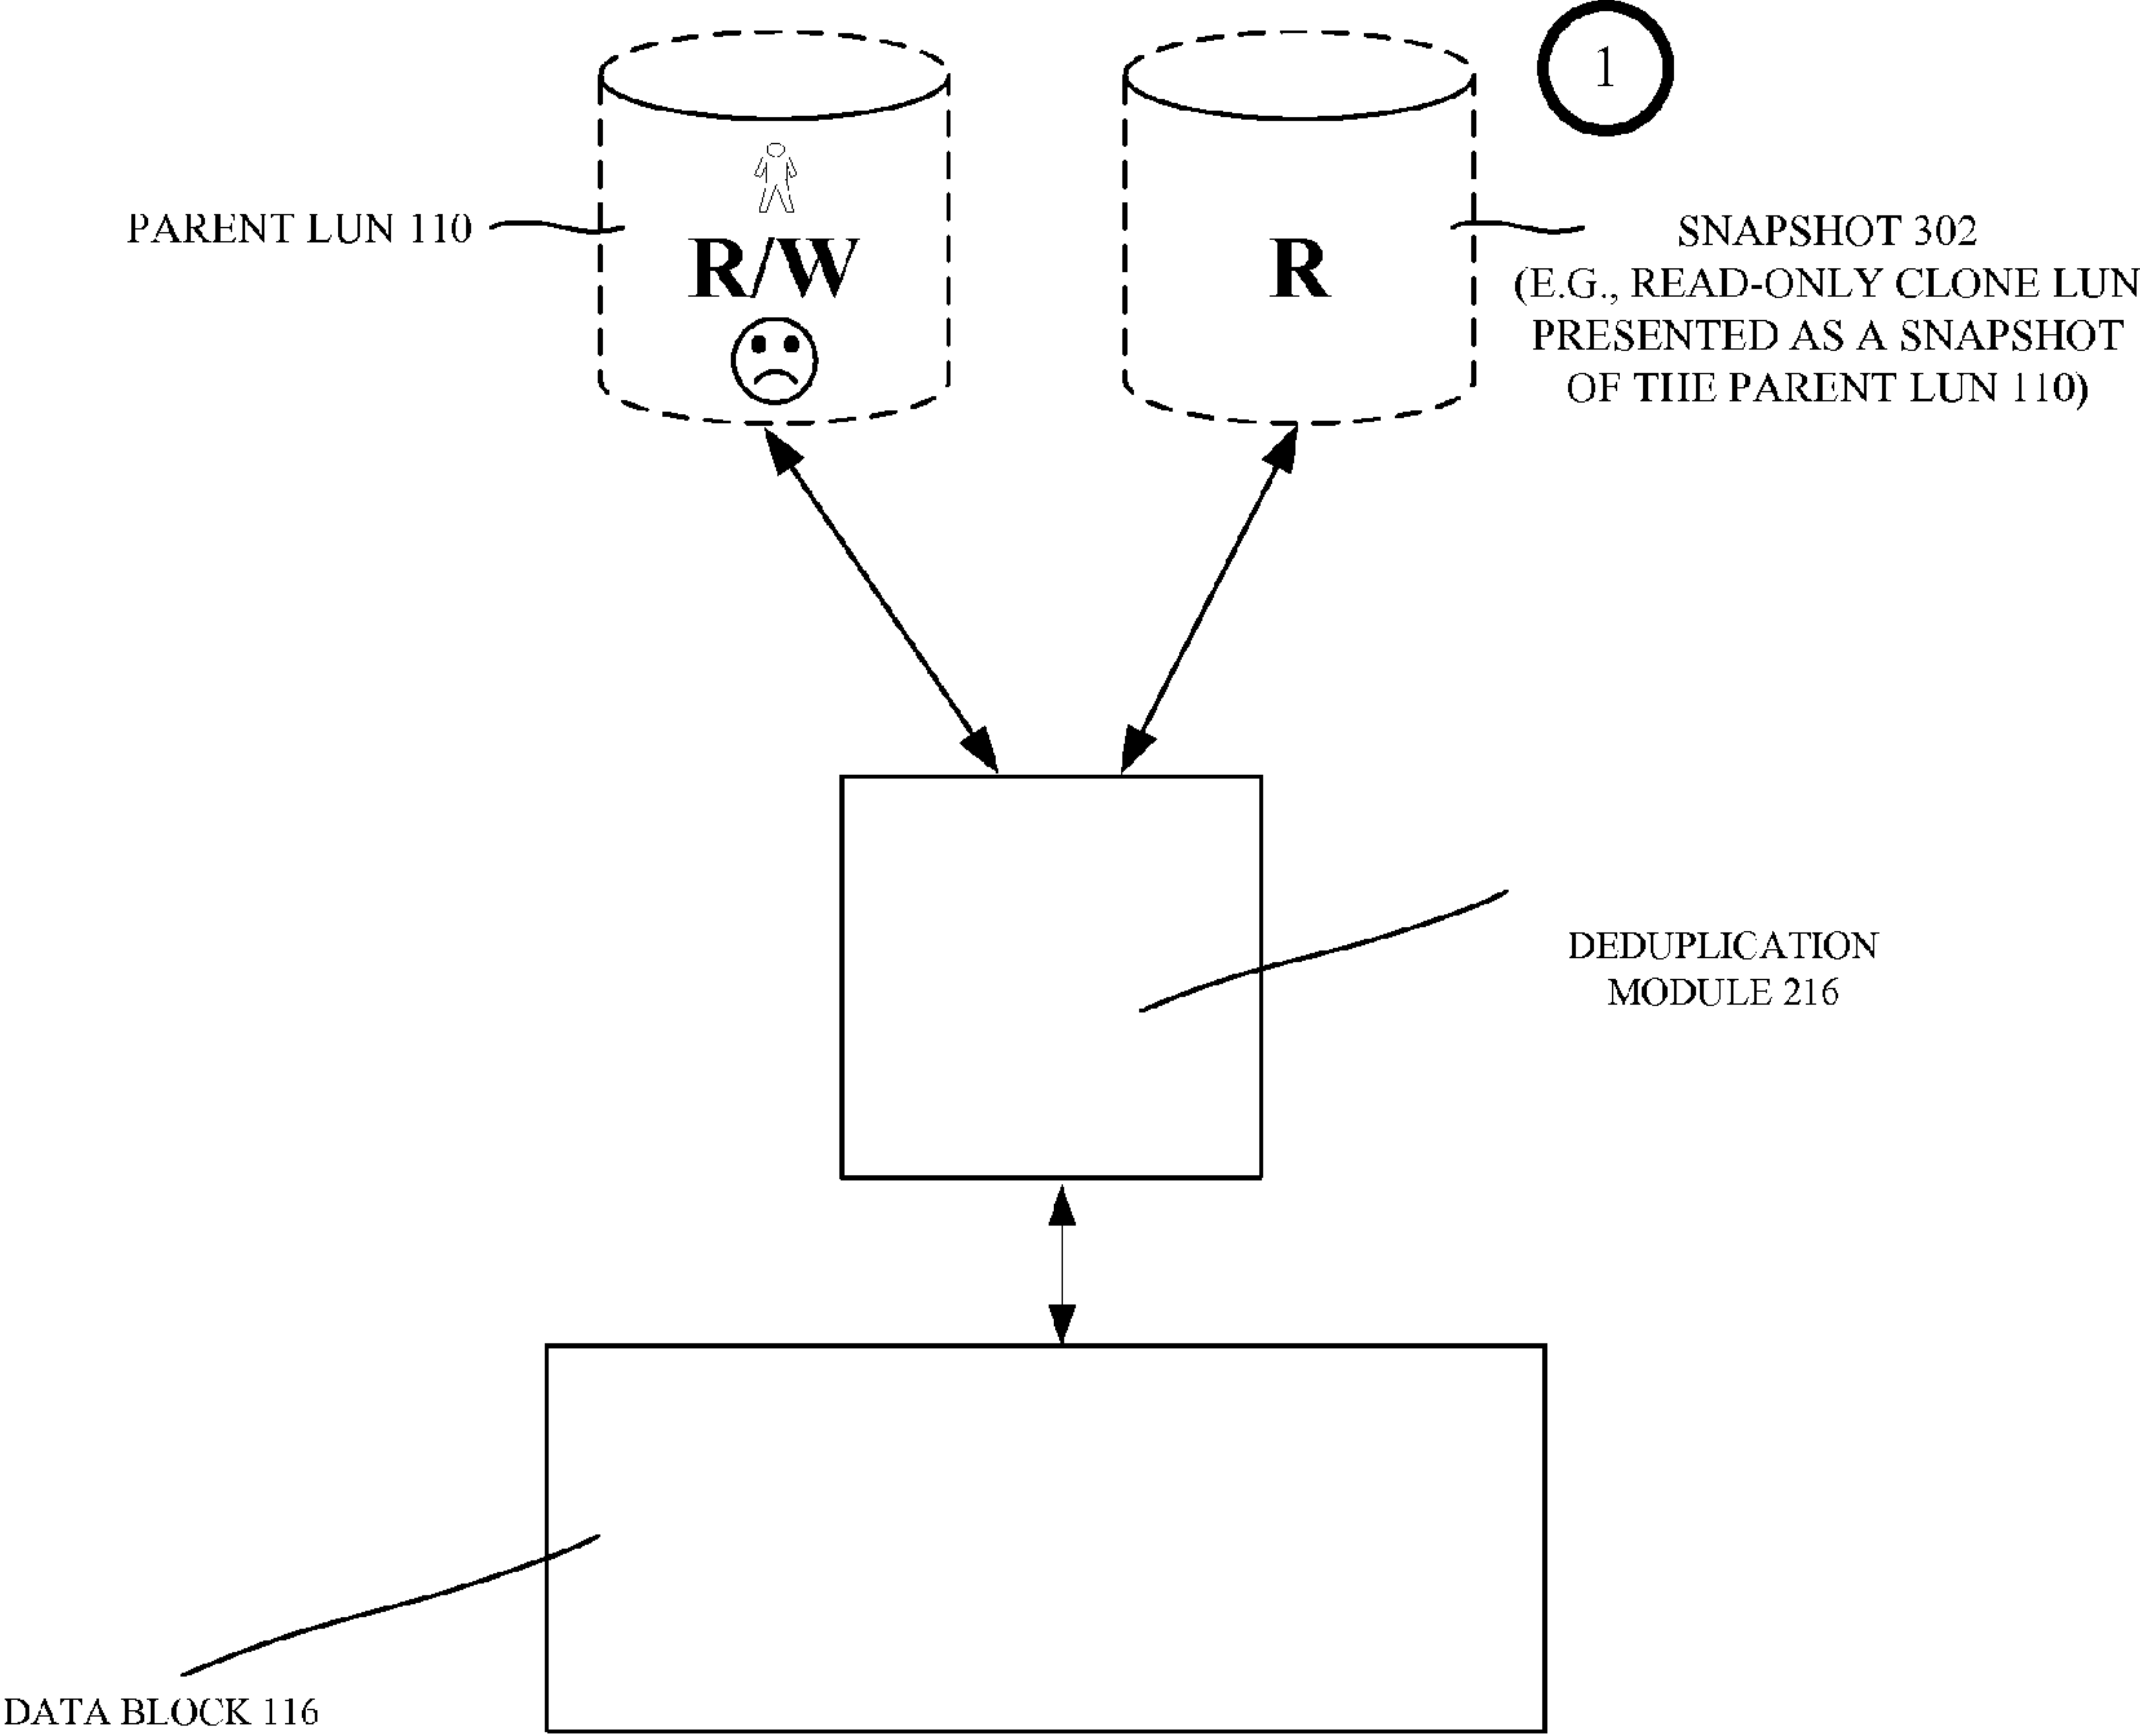 1
PARENT LUN 110
R/W
R
SNAPSHOT 302
(E.G., READ-ONLY CLONE LUN
PRESENTED AS A SNAPSHOT
OF THE PARENT LUN 110)
DEDUPLICATION
MODULE 216
DATA BLOCK 116